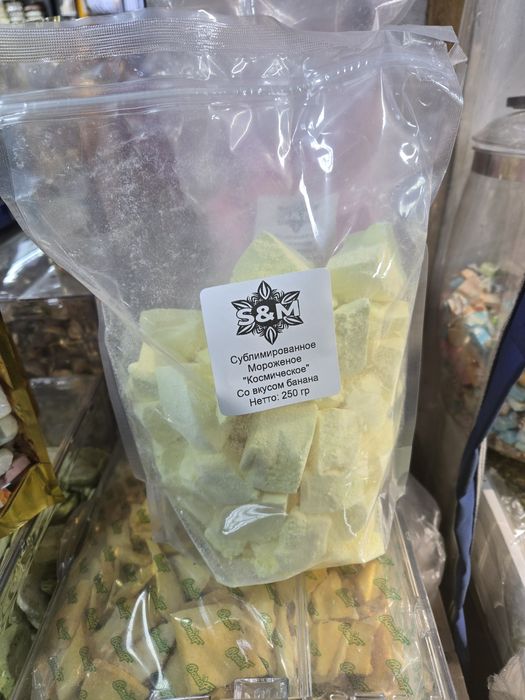 S&M
Сублимированное
Мороженое
"Космическое"
Со вкусом банана
Нетто: 250 гр